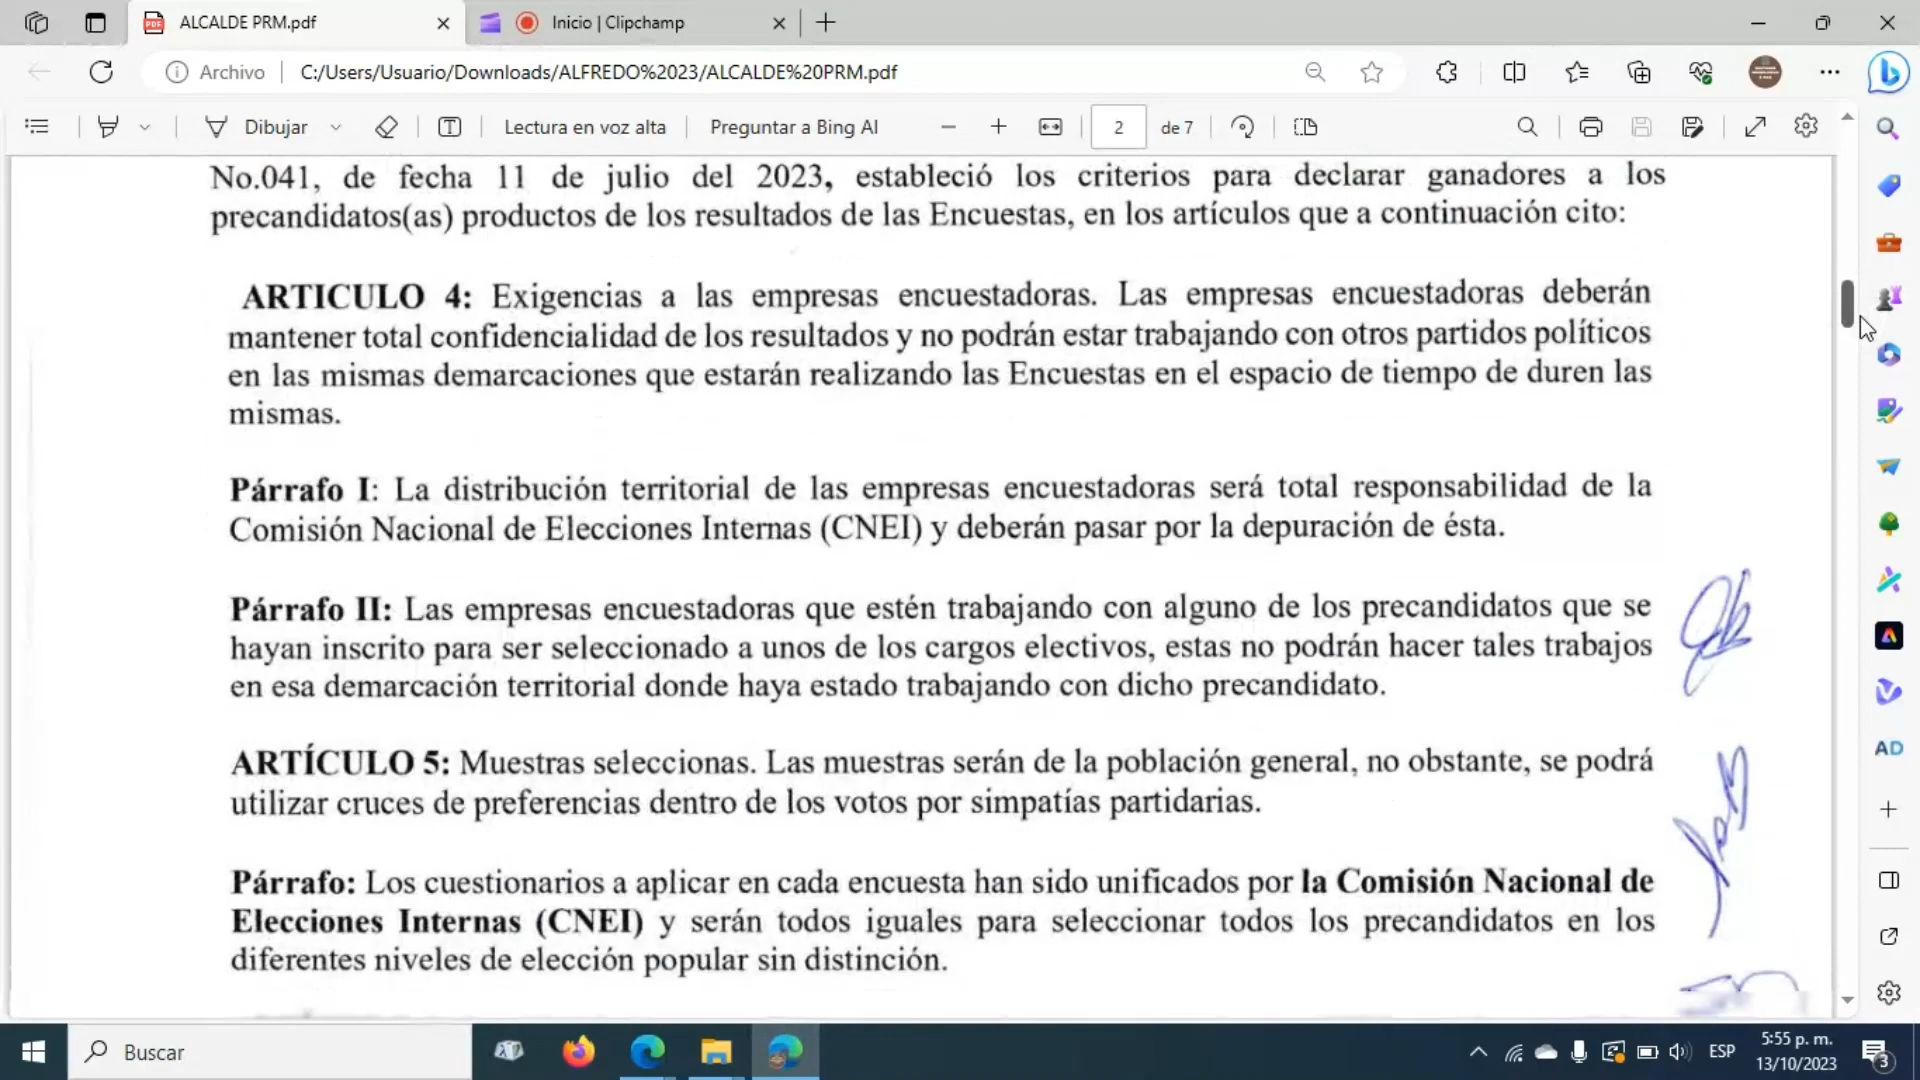 ALCALDE PRM.pdf
Inicio | Clipchamp
Archivo
C:/Users/Usuario/Downloads/ALFREDO%2023/ALCALDE%20PRM.pdf
Dibujar
Lectura en voz alta
Preguntar a Bing AI
2
de 7
No.041, de fecha 11 de julio del 2023, estableció los criterios para declarar ganadores a los
precandidatos(as) productos de los resultados de las Encuestas, en los artículos que a continuación cito:
ARTICULO 4: Exigencias a las empresas encuestadoras. Las empresas encuestadoras deberán
mantener total confidencialidad de los resultados y no podrán estar trabajando con otros partidos políticos
en las mismas demarcaciones que estarán realizando las Encuestas en el espacio de tiempo de duren las
mismas.
Párrafo I: La distribución territorial de las empresas encuestadoras será total responsabilidad de la
Comisión Nacional de Elecciones Internas (CNEI) y deberán pasar por la depuración de ésta.
Párrafo II: Las empresas encuestadoras que estén trabajando con alguno de los precandidatos que se
hayan inscrito para ser seleccionado a unos de los cargos electivos, estas no podrán hacer tales trabajos
en esa demarcación territorial donde haya estado trabajando con dicho precandidato.
ARTÍCULO 5: Muestras seleccionas. Las muestras serán de la población general, no obstante, se podrá
utilizar cruces de preferencias dentro de los votos por simpatías partidarias.
Párrafo: Los cuestionarios a aplicar en cada encuesta han sido unificados por la Comisión Nacional de
Elecciones Internas (CNEI) y serán todos iguales para seleccionar todos los precandidatos en los
diferentes niveles de elección popular sin distinción.
AD
Buscar
ESP
5:55 p. m.
13/10/2023
3